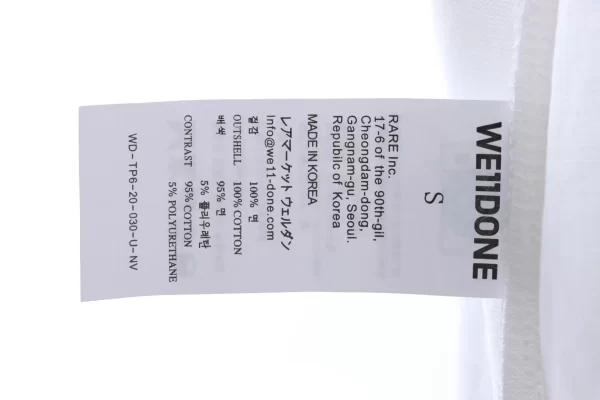 WE11DONE
S
RARE Inc.
17-6 of the 90th-gil,
Cheongdam-dong,
Gangnam-gu, Seoul.
Republic of Korea
MADE IN KOREA
レアマーケット ウェルダン
Info@we11-done.com
겉감 100% 면
OUTSHELL 100% COTTON
배색 95% 면
5% 폴리우레탄
CONTRAST 95% COTTON
5% POLYURETHANE
WD-TP6-20-030-U-NV